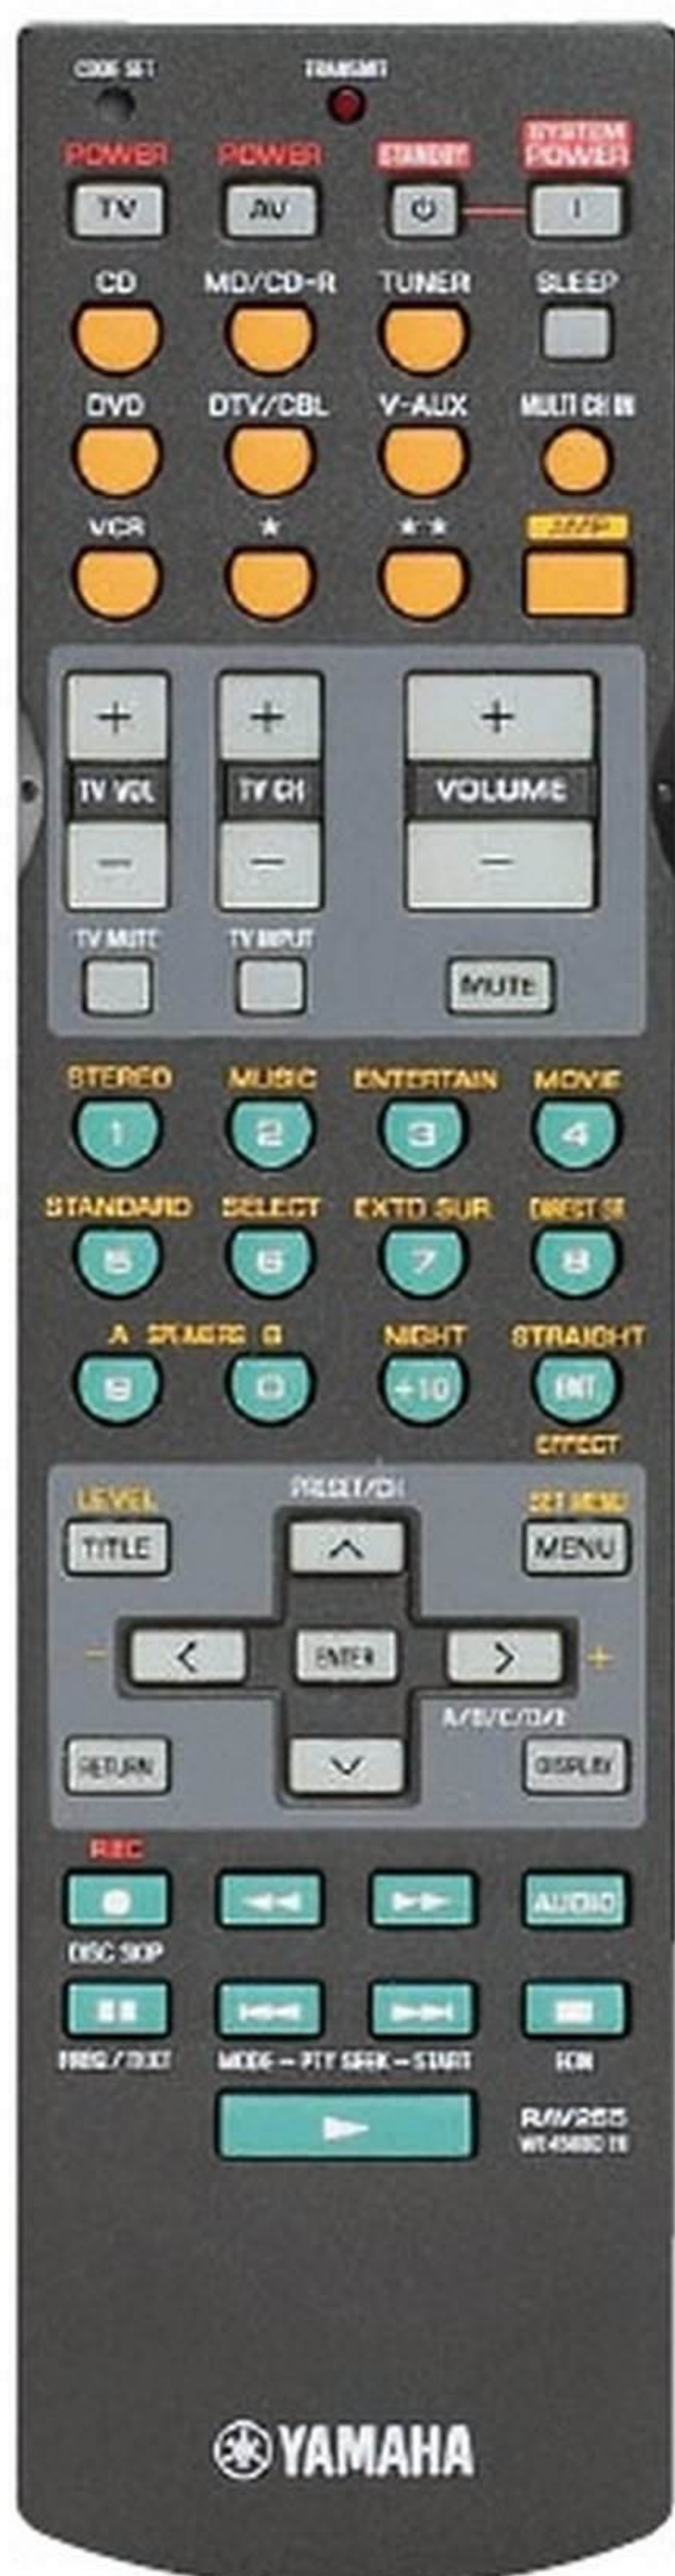 CODE SET TRANSMIT
POWER POWER STANDBY SYSTEM
POWER
TV AV I
CD MD/CD-R TUNER SLEEP
DVD DTV/CBL V-AUX MULTI CH IN
VCR ★ ★★ AMP
+ + +
TV VOL TV CH VOLUME
− − −
TV MUTE TV INPUT
MUTE
STEREO MUSIC ENTERTAIN MOVIE
1 2 3 4
STANDARD SELECT EXTD SUR.
5 6 7 8
A SPEAKERS B NIGHT STRAIGHT
9 0 +10 ENT
EFFECT
LEVEL PRESET/CH SET MENU
TITLE MENU
− ENTER +
A/B/C/D/E
RETURN DISPLAY
REC
AUDIO
DISC SKIP
MODE – PTY SEEK – START EON
RAV265
YAMAHA